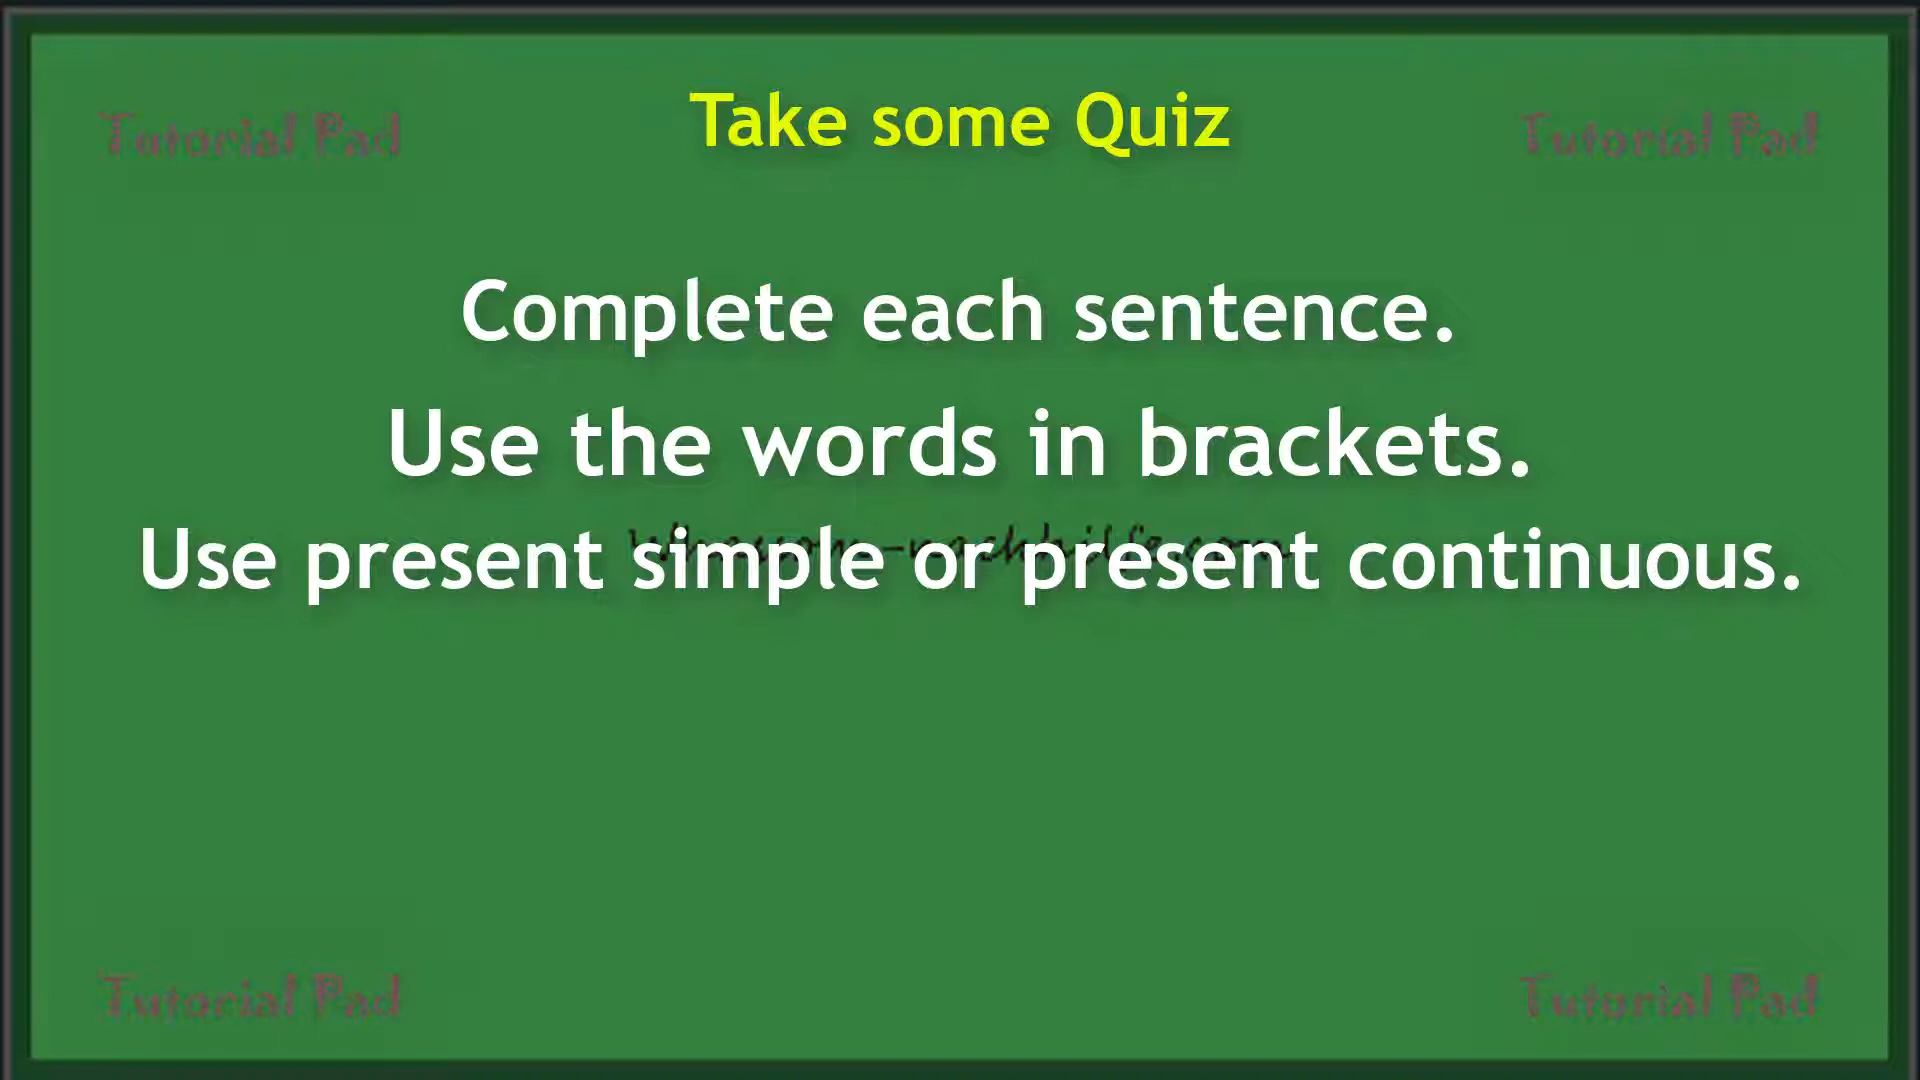 Take some Quiz
Tutorial Pad
Tutorial Pad
Complete each sentence.
Use the words in brackets.
Use present simple or present continuous.
Tutorial Pad
Tutorial Pad